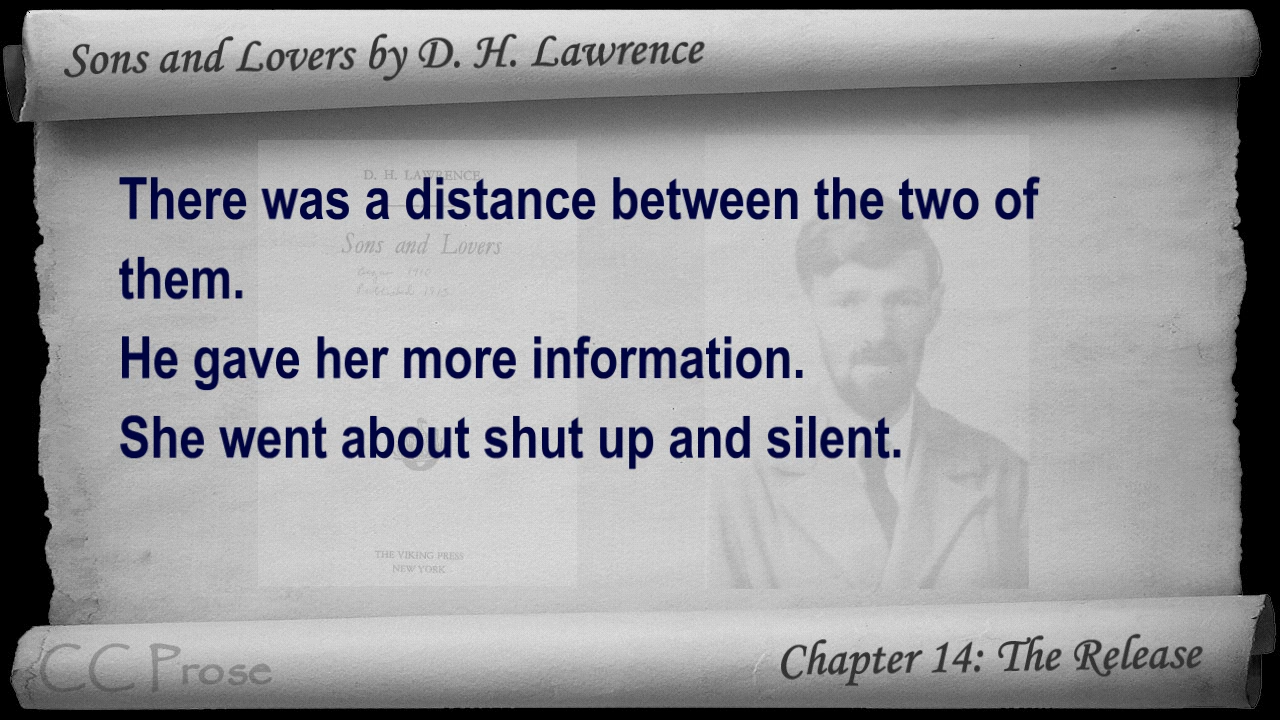 Sons and Lovers by D. H. Lawrence
D. H. LAWRENCE
There was a distance between the two of
Sons and Lovers
them.
He gave her more information.
She went about shut up and silent.
THE VIKING PRESS
NEW YORK
CC Prose
Chapter 14: The Release